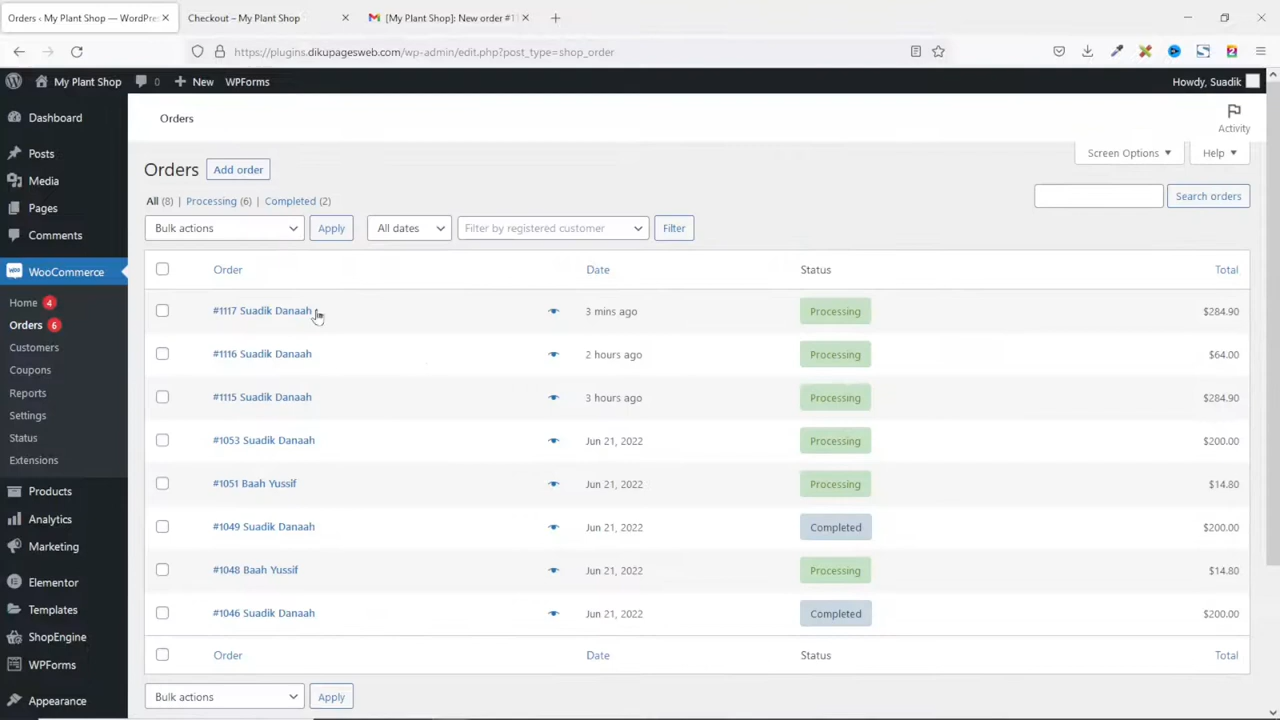 Orders ‹ My Plant Shop — WordPre
Checkout – My Plant Shop
[My Plant Shop]: New order #1
https://plugins.dikupagesweb.com/wp-admin/edit.php?post_type=shop_order
My Plant Shop
0
New
WPForms
Howdy, Suadik
Dashboard
Posts
Media
Pages
Comments
WooCommerce
Home 4
Orders 6
Customers
Coupons
Reports
Settings
Status
Extensions
Products
Analytics
Marketing
Elementor
Templates
ShopEngine
WPForms
Appearance
Orders
Activity
Screen Options
Help
Orders Add order
All (8) | Processing (6) | Completed (2)
Search orders
Bulk actions Apply All dates Filter by registered customer Filter
Order Date Status Total
#1117 Suadik Danaah 3 mins ago Processing $284.90
#1116 Suadik Danaah 2 hours ago Processing $64.00
#1115 Suadik Danaah 3 hours ago Processing $284.90
#1053 Suadik Danaah Jun 21, 2022 Processing $200.00
#1051 Baah Yussif Jun 21, 2022 Processing $14.80
#1049 Suadik Danaah Jun 21, 2022 Completed $200.00
#1048 Baah Yussif Jun 21, 2022 Processing $14.80
#1046 Suadik Danaah Jun 21, 2022 Completed $200.00
Order Date Status Total
Bulk actions Apply